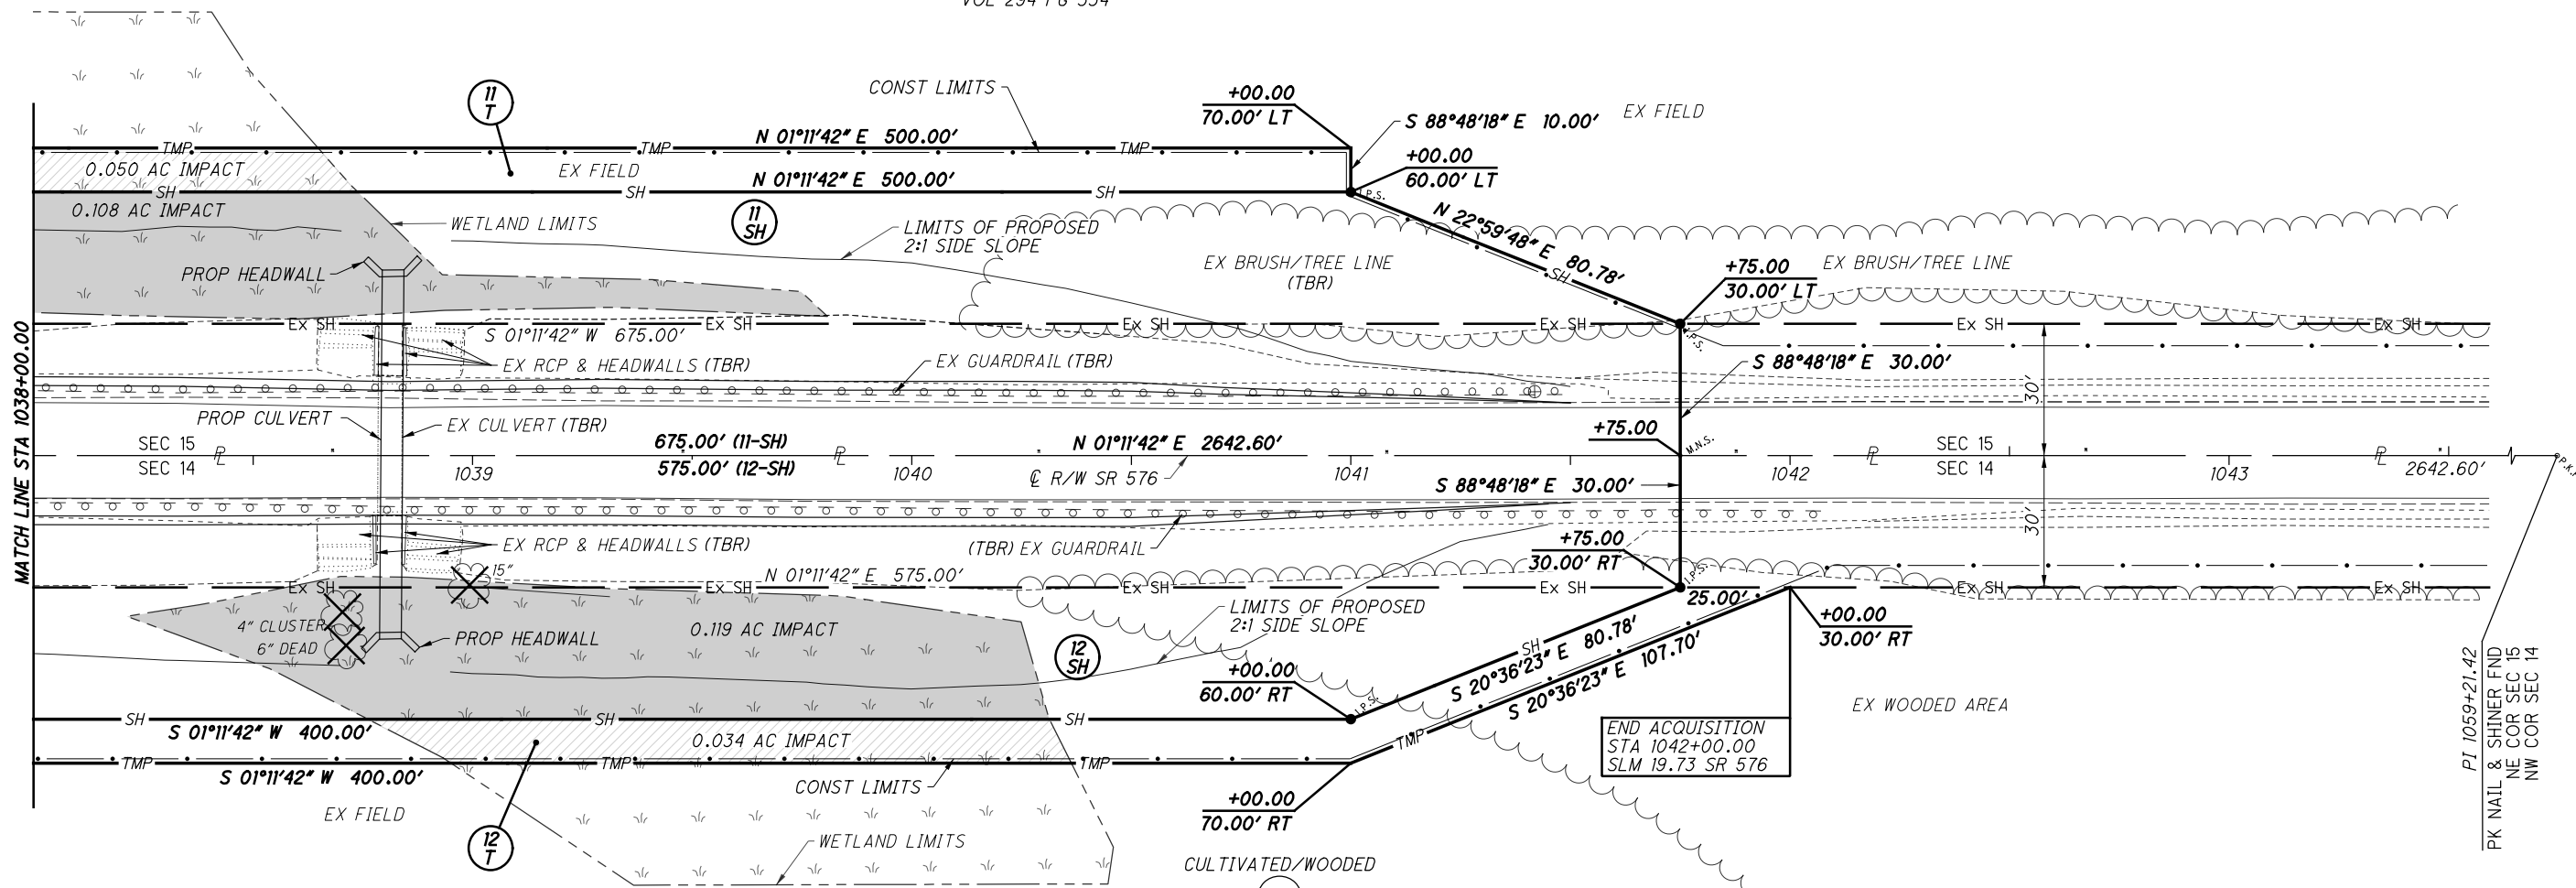 VOL 294 PG 554
MATCH LINE STA 1038+00.00
11
T
CONST LIMITS
+00.00
70.00' LT
S 88°48'18" E 10.00'
EX FIELD
TMP
TMP
N 01°11'42" E 500.00'
TMP
0.050 AC IMPACT
EX FIELD
+00.00
60.00' LT
SH
SH
N 01°11'42" E 500.00'
SH
I.P.S.
0.108 AC IMPACT
WETLAND LIMITS
11
SH
LIMITS OF PROPOSED
2:1 SIDE SLOPE
N 22°59'48" E 80.78'
SH
PROP HEADWALL
EX BRUSH/TREE LINE
(TBR)
+75.00
30.00' LT
EX BRUSH/TREE LINE
Ex SH
Ex SH
Ex SH
Ex SH
Ex SH
Ex SH
S 01°11'42" W 675.00'
I.P.S.
EX RCP & HEADWALLS (TBR)
EX GUARDRAIL (TBR)
S 88°48'18" E 30.00'
30'
PROP CULVERT
EX CULVERT (TBR)
+75.00
M.N.S.
SEC 15
SEC 14
PL
675.00' (11-SH)
575.00' (12-SH)
PL
N 01°11'42" E 2642.60'
SEC 15
SEC 14
PL
PL
1039
1040
℄ R/W SR 576
1041
1042
1043
2642.60'
P.K.F.
S 88°48'18" E 30.00'
30'
EX RCP & HEADWALLS (TBR)
(TBR) EX GUARDRAIL
+75.00
30.00' RT
I.P.S.
15"
N 01°11'42" E 575.00'
Ex SH
Ex SH
Ex SH
Ex SH
Ex SH
Ex SH
25.00'
4" CLUSTER
6" DEAD
PROP HEADWALL
0.119 AC IMPACT
LIMITS OF PROPOSED
2:1 SIDE SLOPE
12
SH
+00.00
30.00' RT
SH
S 20°36'23" E 80.78'
S 20°36'23" E 107.70'
+00.00
60.00' RT
I.P.S.
TMP
EX WOODED AREA
SH
SH
SH
S 01°11'42" W 400.00'
0.034 AC IMPACT
END ACQUISITION
STA 1042+00.00
SLM 19.73 SR 576
TMP
TMP
TMP
S 01°11'42" W 400.00'
CONST LIMITS
+00.00
70.00' RT
EX FIELD
12
T
WETLAND LIMITS
CULTIVATED/WOODED
PI 1059+21.42
PK NAIL & SHINER FND
NE COR SEC 15
NW COR SEC 14